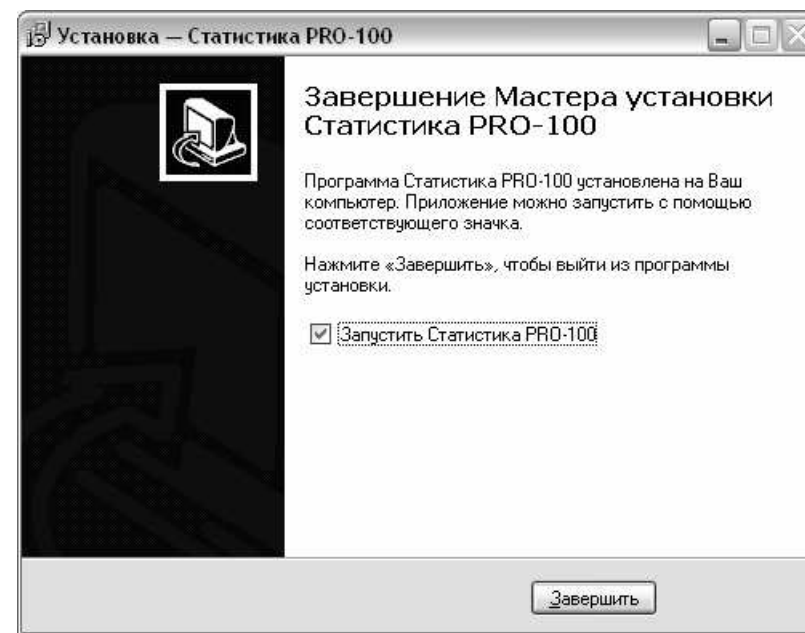 Установка — Статистика PRO-100
Завершение Мастера установки
Статистика PRO-100
Программа Статистика PRO-100 установлена на Ваш
компьютер. Приложение можно запустить с помощью
соответствующего значка.
Нажмите «Завершить», чтобы выйти из программы
установки.
Запустить Статистика PRO-100
Завершить